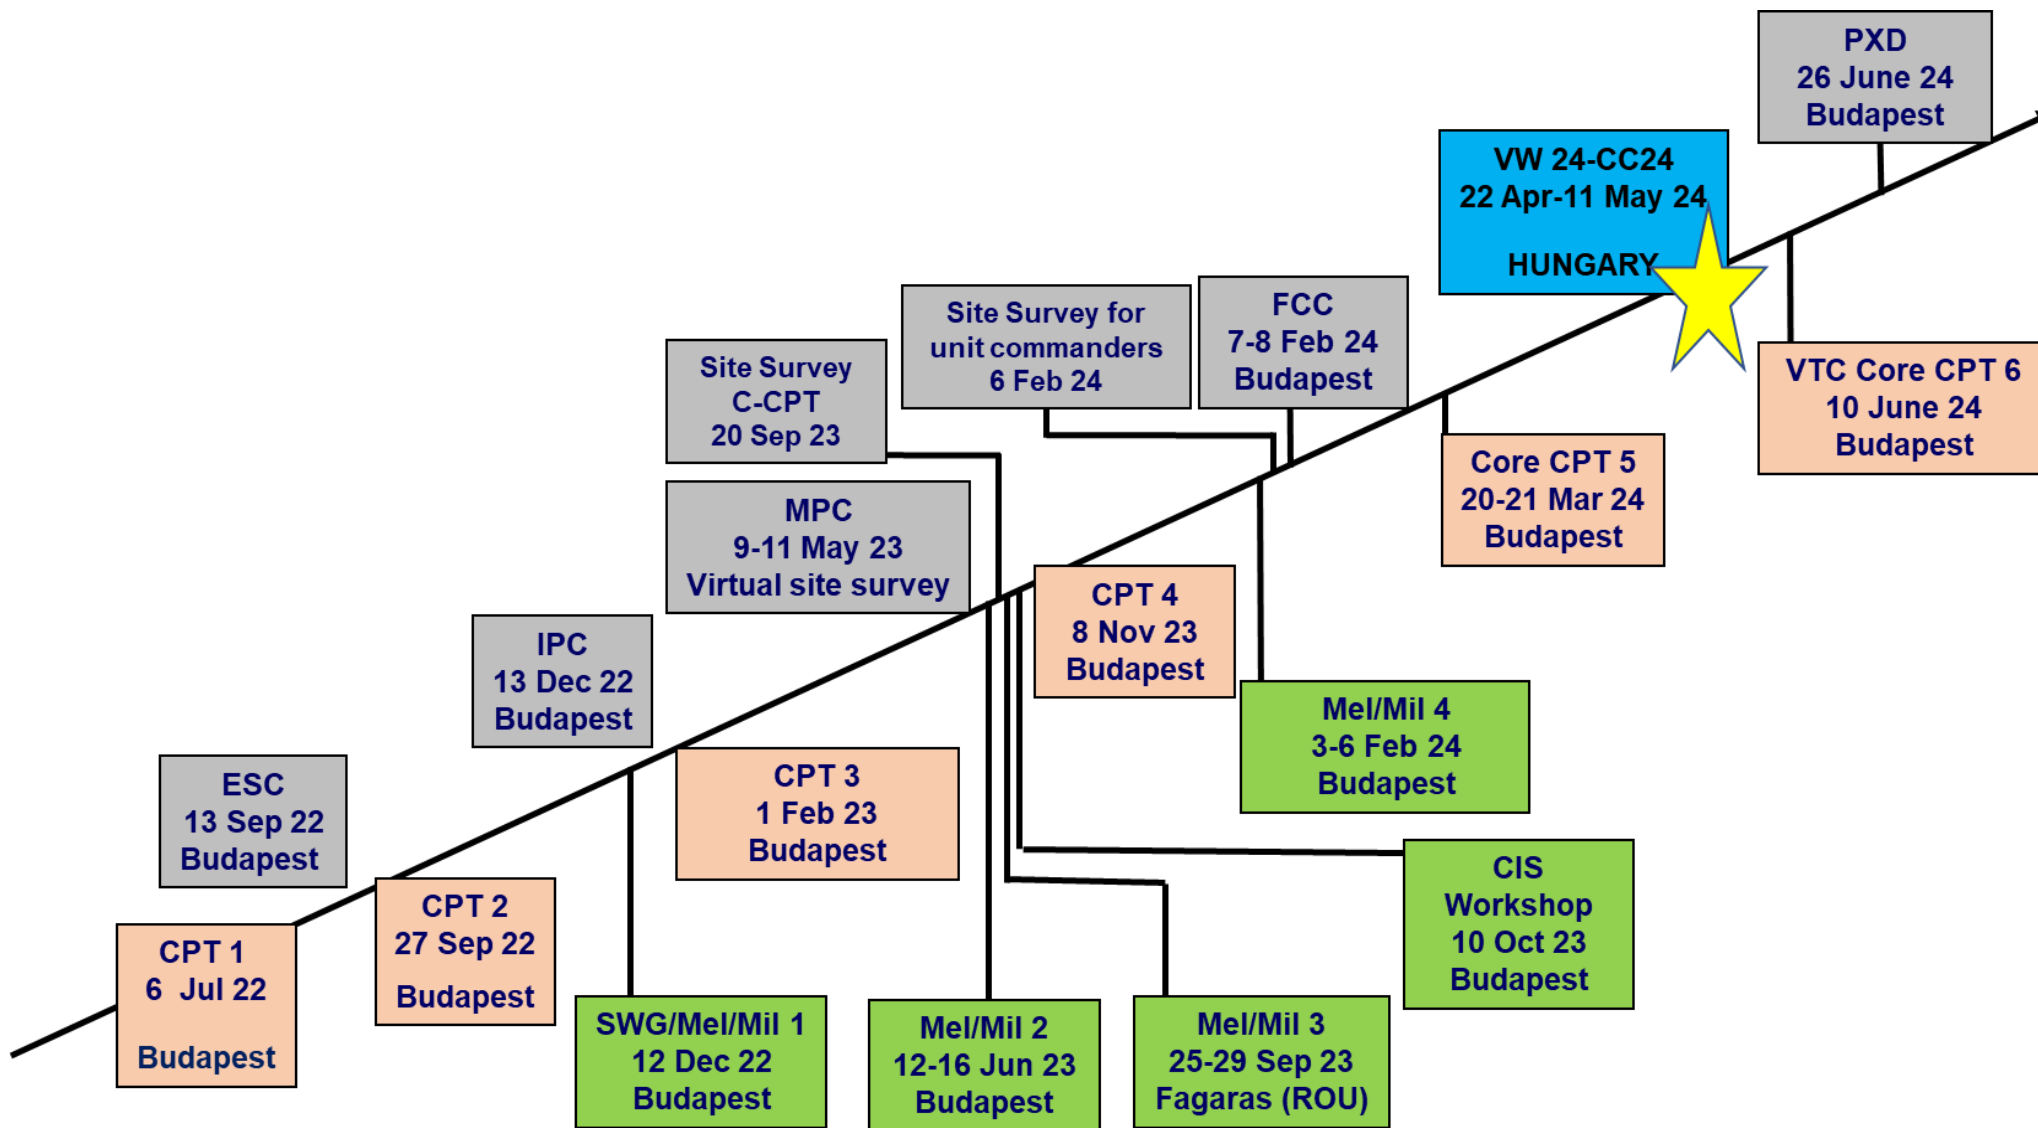 PXD
26 June 24
Budapest
VW 24-CC24
22 Apr-11 May 24
HUNGARY
Site Survey for
unit commanders
6 Feb 24
FCC
7-8 Feb 24
Budapest
Site Survey
C-CPT
20 Sep 23
VTC Core CPT 6
10 June 24
Budapest
Core CPT 5
20-21 Mar 24
Budapest
MPC
9-11 May 23
Virtual site survey
CPT 4
8 Nov 23
Budapest
IPC
13 Dec 22
Budapest
Mel/Mil 4
3-6 Feb 24
Budapest
CPT 3
1 Feb 23
Budapest
ESC
13 Sep 22
Budapest
CIS
Workshop
10 Oct 23
Budapest
CPT 2
27 Sep 22
Budapest
CPT 1
6 Jul 22
Budapest
SWG/Mel/Mil 1
12 Dec 22
Budapest
Mel/Mil 2
12-16 Jun 23
Budapest
Mel/Mil 3
25-29 Sep 23
Fagaras (ROU)